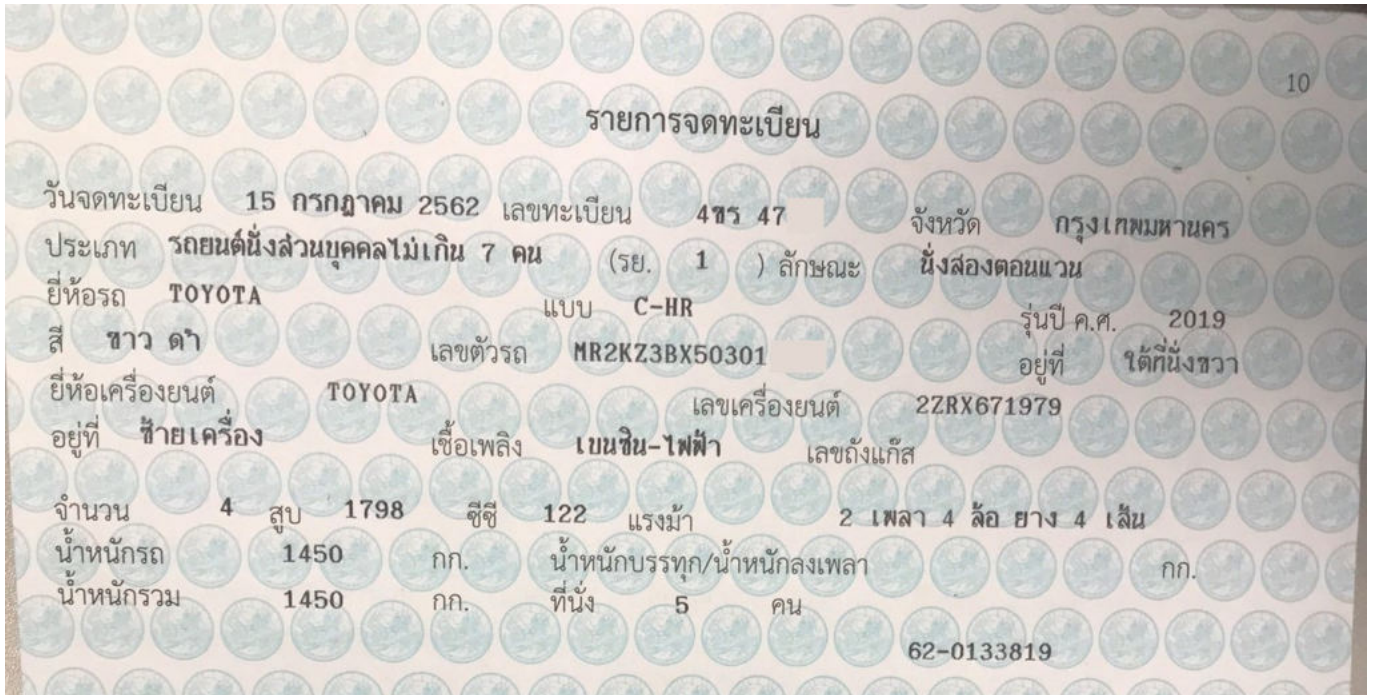 10
รายการจดทะเบียน
วันจดทะเบียน 15 กรกฎาคม 2562 เลขทะเบียน 4ขร 47 จังหวัด กรุงเทพมหานคร
ประเภท รถยนต์นั่งส่วนบุคคลไม่เกิน 7 คน (รย. 1 ) ลักษณะ นั่งสองตอนแวน
ยี่ห้อรถ TOYOTA แบบ C-HR รุ่นปี ค.ศ. 2019
สี ขาว ดำ เลขตัวรถ MR2KZ3BX50301 อยู่ที่ ใต้ที่นั่งขวา
ยี่ห้อเครื่องยนต์ TOYOTA เลขเครื่องยนต์ 2ZRX671979
อยู่ที่ ซ้ายเครื่อง เชื้อเพลิง เบนซิน-ไฟฟ้า เลขถังแก๊ส
จำนวน 4 สูบ 1798 ซีซี 122 แรงม้า 2 เพลา 4 ล้อ ยาง 4 เส้น
น้ำหนักรถ 1450 กก. น้ำหนักบรรทุก/น้ำหนักลงเพลา กก.
น้ำหนักรวม 1450 กก. ที่นั่ง 5 คน
62-0133819